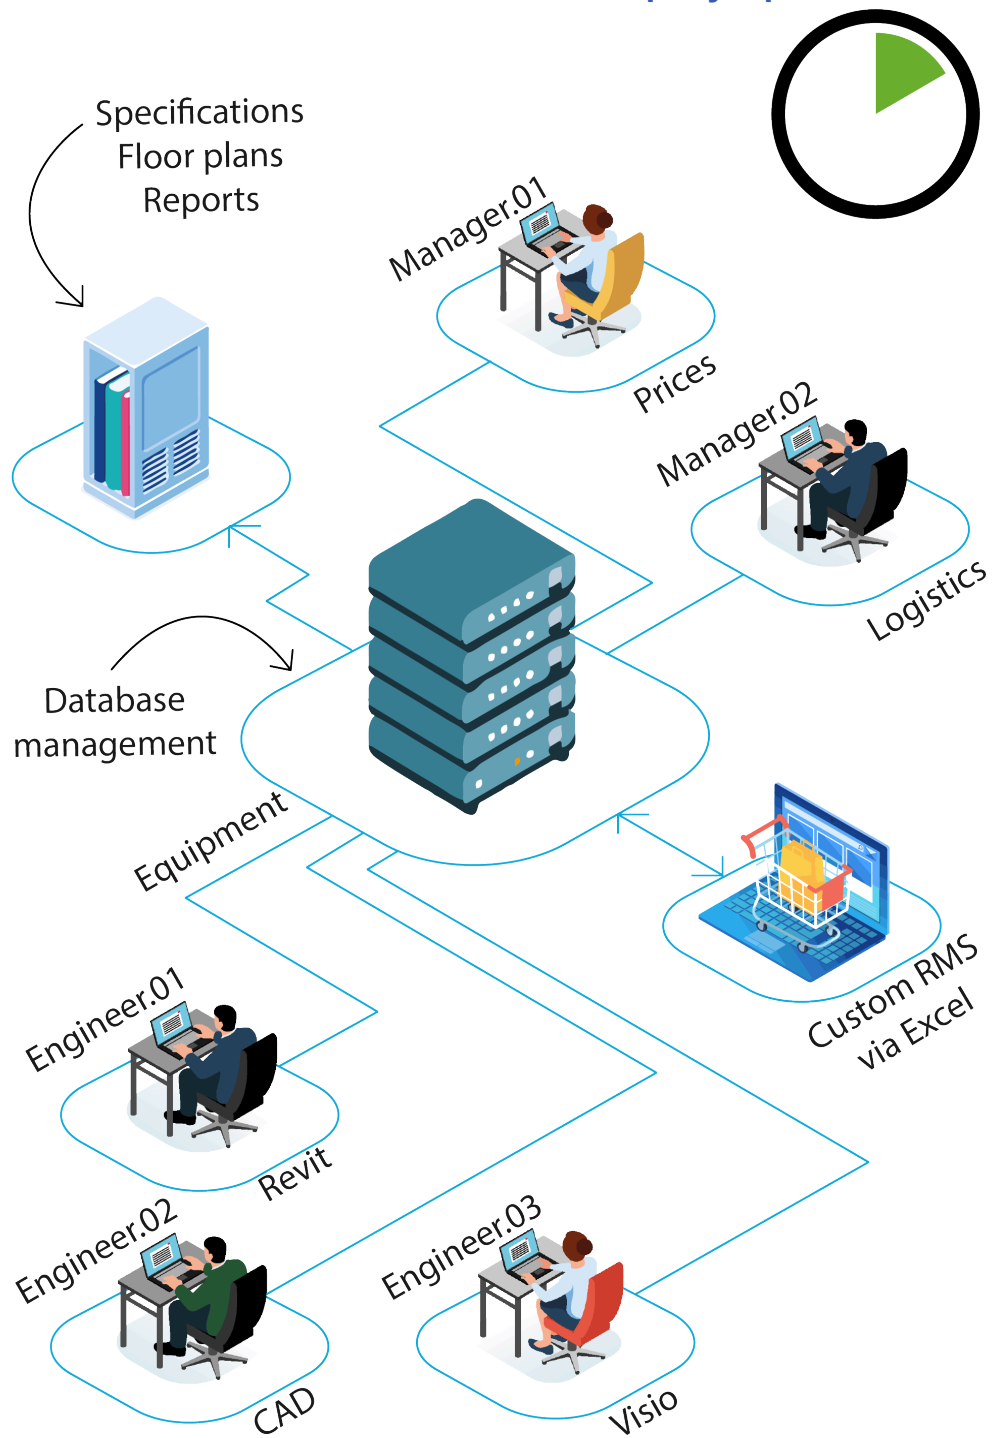 Specifications
Floor plans
Reports
Manager.01
Prices
Manager.02
Logistics
Database
management
Equipment
Custom RMS
via Excel
Engineer.01
Revit
Engineer.02
CAD
Engineer.03
Visio